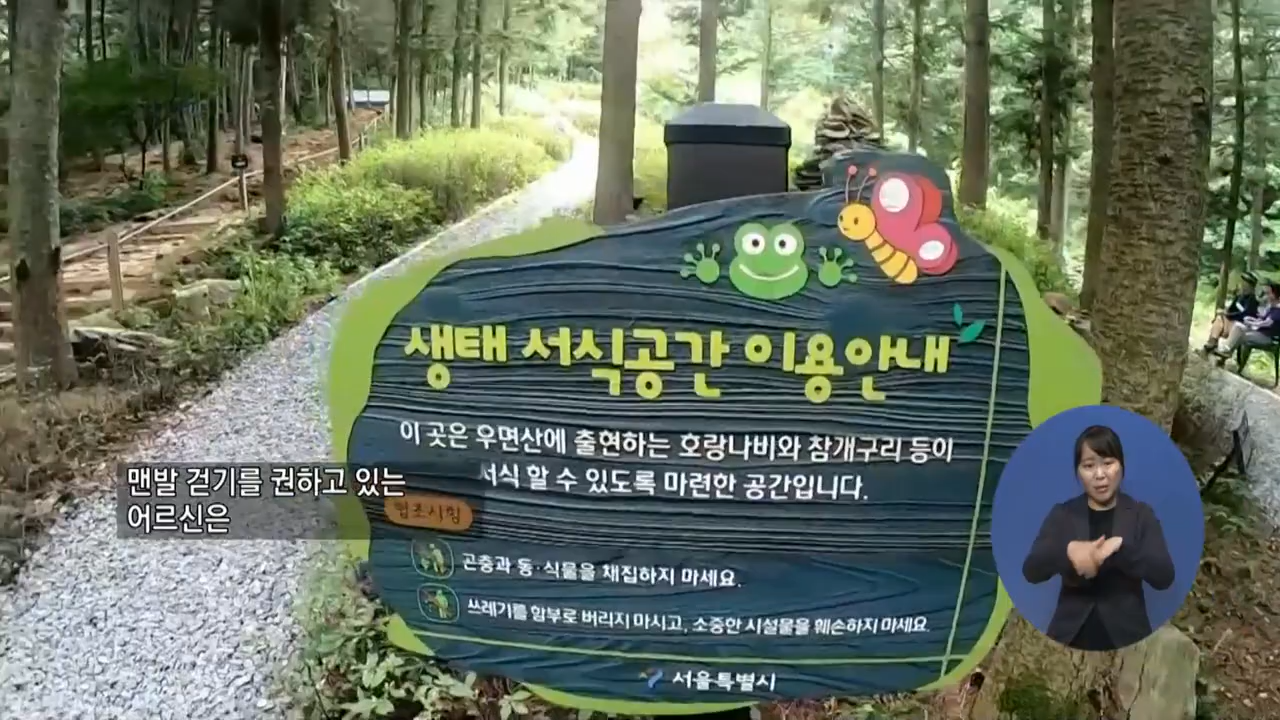 생태 서식공간 이용안내
이 곳은 우면산에 출현하는 호랑나비와 참개구리 등이
서식 할 수 있도록 마련한 공간입니다.
맨발 걷기를 권하고 있는
어르신은
협조사항
곤충과 동·식물을 채집하지 마세요.
쓰레기를 함부로 버리지 마시고, 소중한 시설물을 훼손하지 마세요.
서울특별시